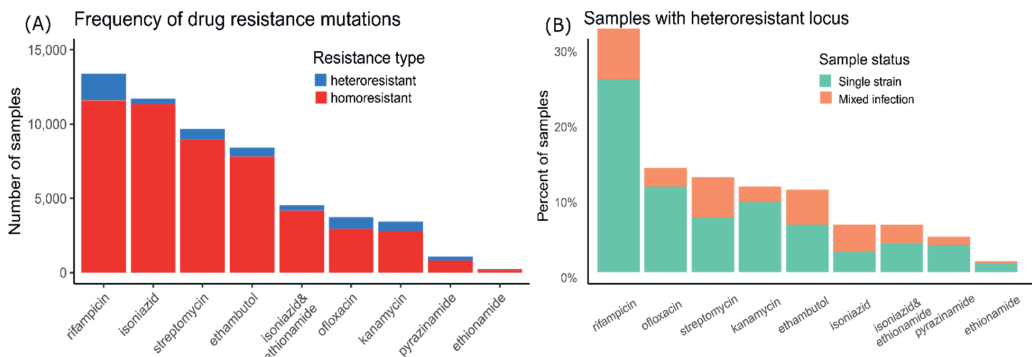 (A)
Frequency of drug resistance mutations
Resistance type
heteroresistant
homoresistant
Number of samples
15,000
10,000
5,000
0
rifampicin
isoniazid
streptomycin
ethambutol
isoniazid&
ethionamide
ofloxacin
kanamycin
pyrazinamide
ethionamide
(B)
Samples with heteroresistant locus
Sample status
Single strain
Mixed infection
Percent of samples
30%
20%
10%
0%
rifampicin
ofloxacin
streptomycin
kanamycin
ethambutol
isoniazid
isoniazid&
ethionamide
pyrazinamide
ethionamide